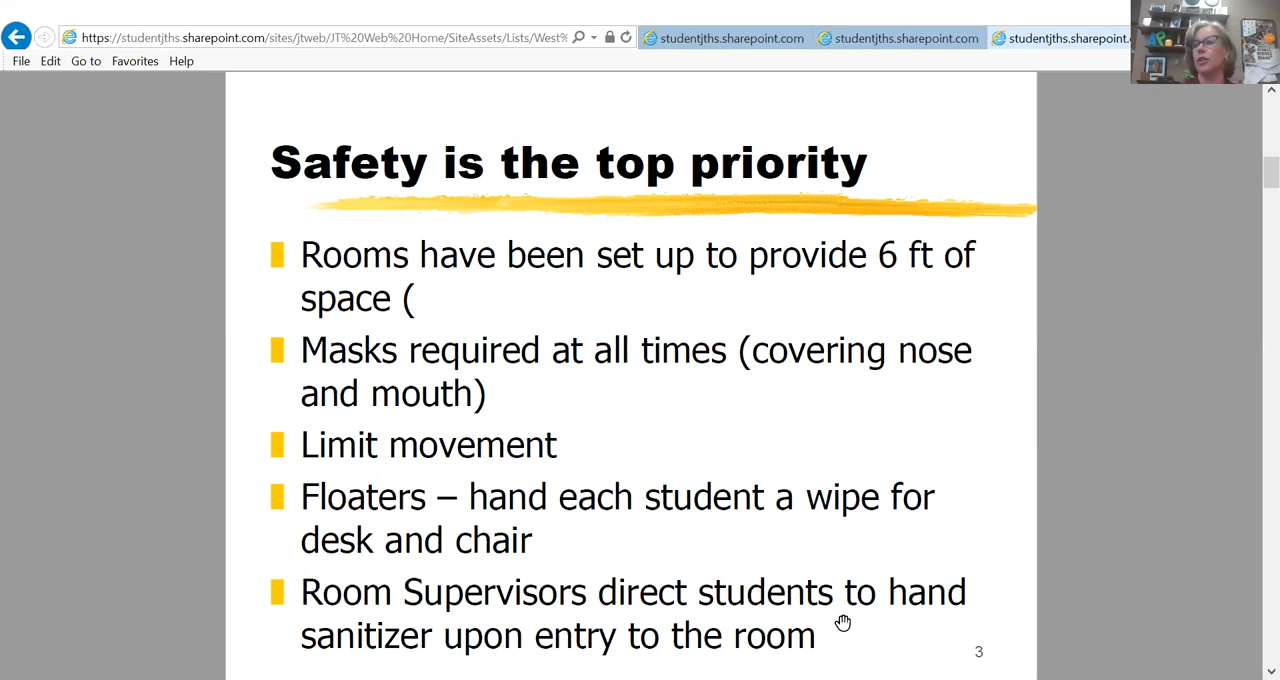 https://studentjths.sharepoint.com/sites/jtweb/JT%20Web%20Home/SiteAssets/Lists/West%
studentjths.sharepoint.com
studentjths.sharepoint.com
studentjths.sharepoint.
File Edit Go to Favorites Help
Safety is the top priority
Rooms have been set up to provide 6 ft of
space (
Masks required at all times (covering nose
and mouth)
Limit movement
Floaters – hand each student a wipe for
desk and chair
Room Supervisors direct students to hand
sanitizer upon entry to the room
3
AP